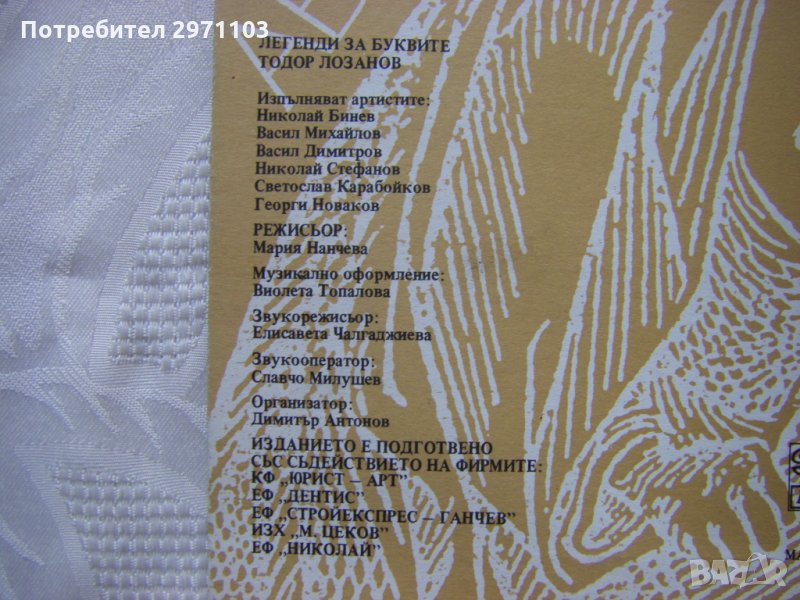 Потребител 2971103
ЛЕГЕНДИ ЗА БУКВИТЕ
ТОДОР ЛОЗАНОВ
Изпълняват артистите:
Николай Бинев
Васил Михайлов
Васил Димитров
Николай Стефанов
Светослав Карабойков
Георги Новаков
РЕЖИСЬОР:
Мария Нанчева
Музикално оформление:
Виолета Топалова
Звукорежисьор:
Елисавета Чалгаджиева
Звукооператор:
Славчо Милушев
Организатор:
Димитър Антонов
ИЗДАНИЕТО Е ПОДГОТВЕНО
СЪС СЪДЕЙСТВИЕТО НА ФИРМИТЕ:
КФ „ЮРИСТ – АРТ”
ЕФ „ДЕНТИС”
ЕФ „СТРОЙЕКСПРЕС – ГАНЧЕВ”
ИЗХ „М. ЦЕКОВ”
ЕФ „НИКОЛАЙ”
BAZAR